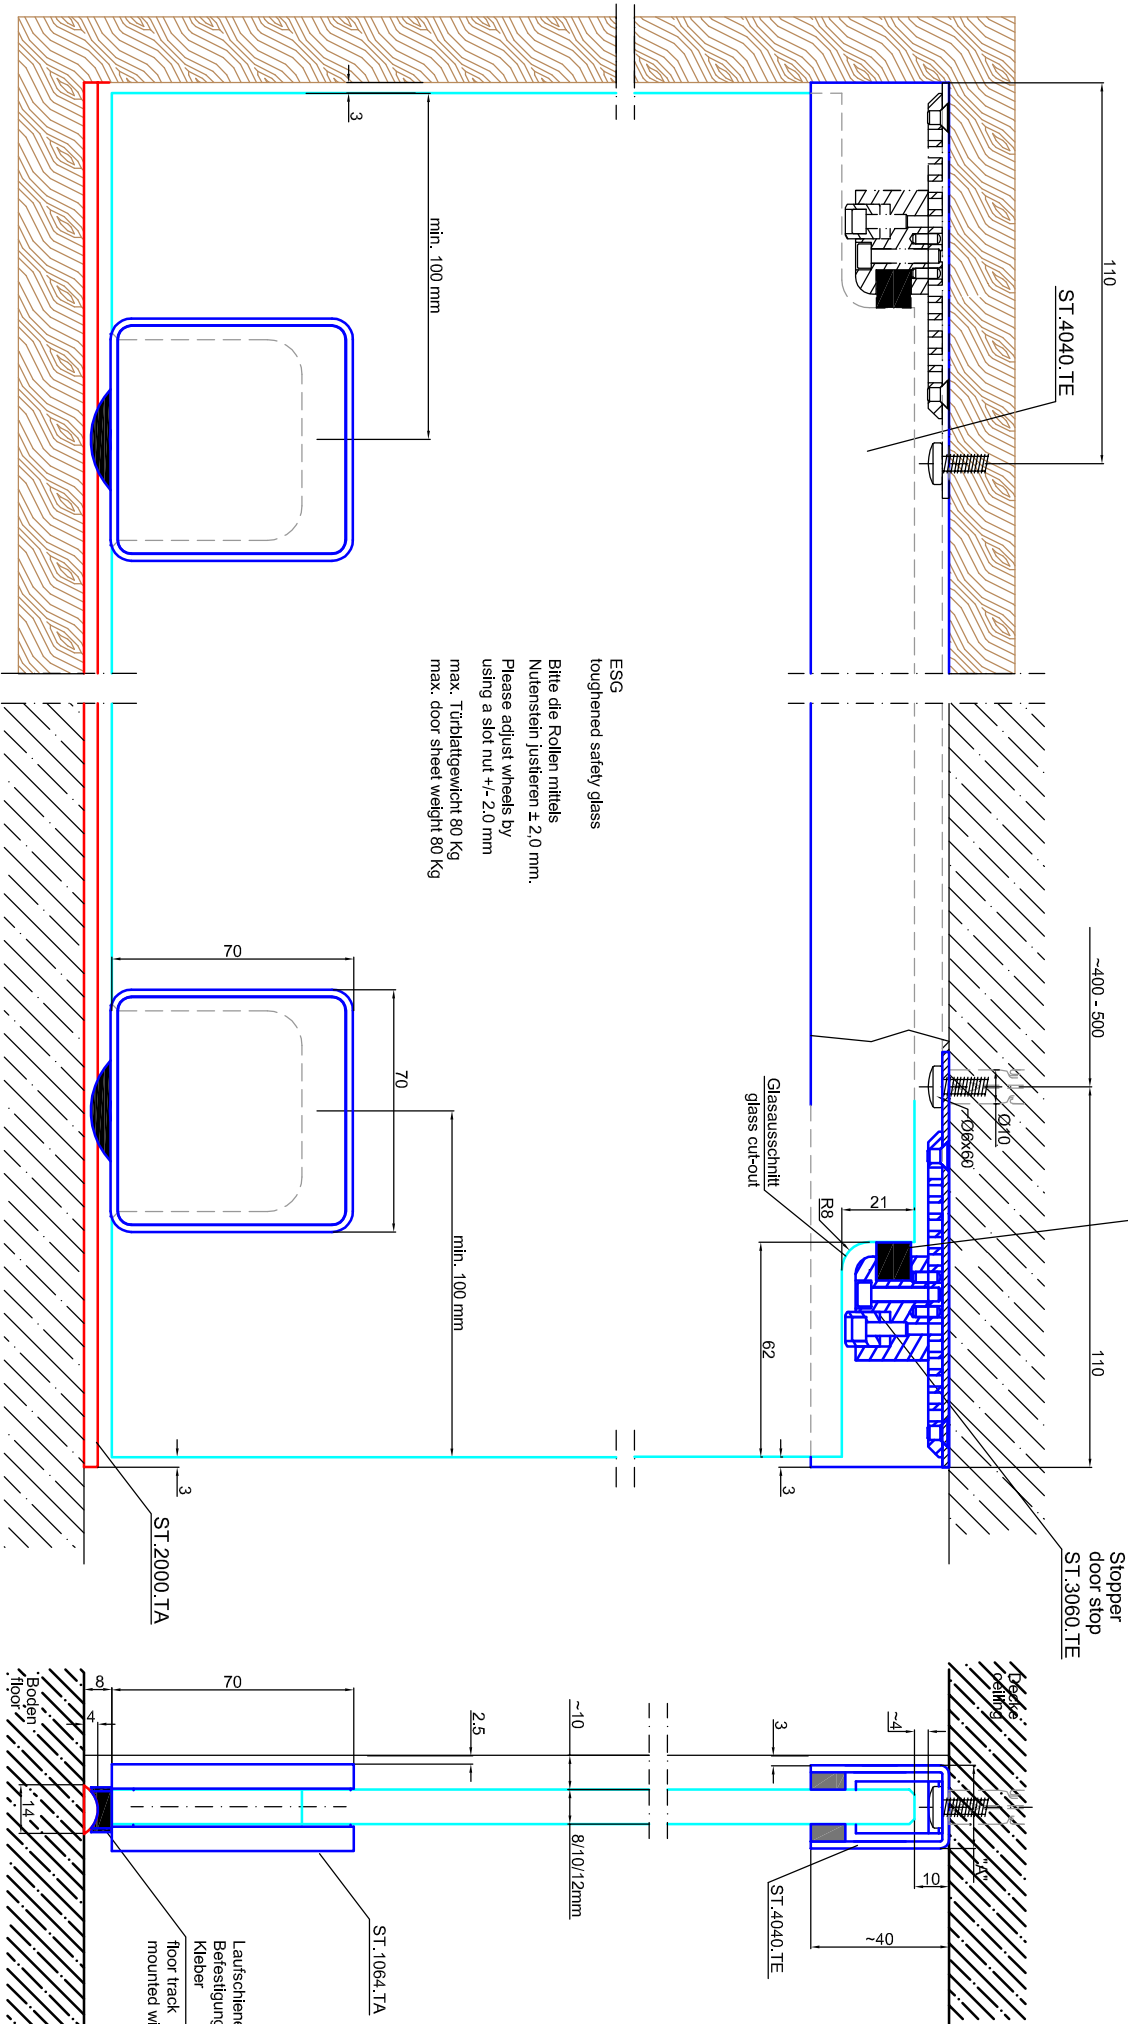 110
ST.4040.TE
3
min. 100 mm
ESG
toughened safety glass
Bitte die Rollen mittels
Nutenstein justieren ± 2,0 mm.
Please adjust wheels by
using a slot nut +/- 2.0 mm
max. Türblattgewicht 80 Kg
max. door sheet weight 80 Kg
~400 - 500
110
Ø10
~Ø6x60
Glasausschnitt
glass cut-out
R8
21
62
70
70
min. 100 mm
3
3
Stopper
door stop
ST.3060.TE
ST.2000.TA
Decke
ceiling
~4
3
"A"
10
~40
ST.4040.TE
~10
8/10/12mm
2.5
70
8
4
14
Boden
floor
ST.1064.TA
Laufschiene
Befestigung
Kleber
floor track
mounted wi